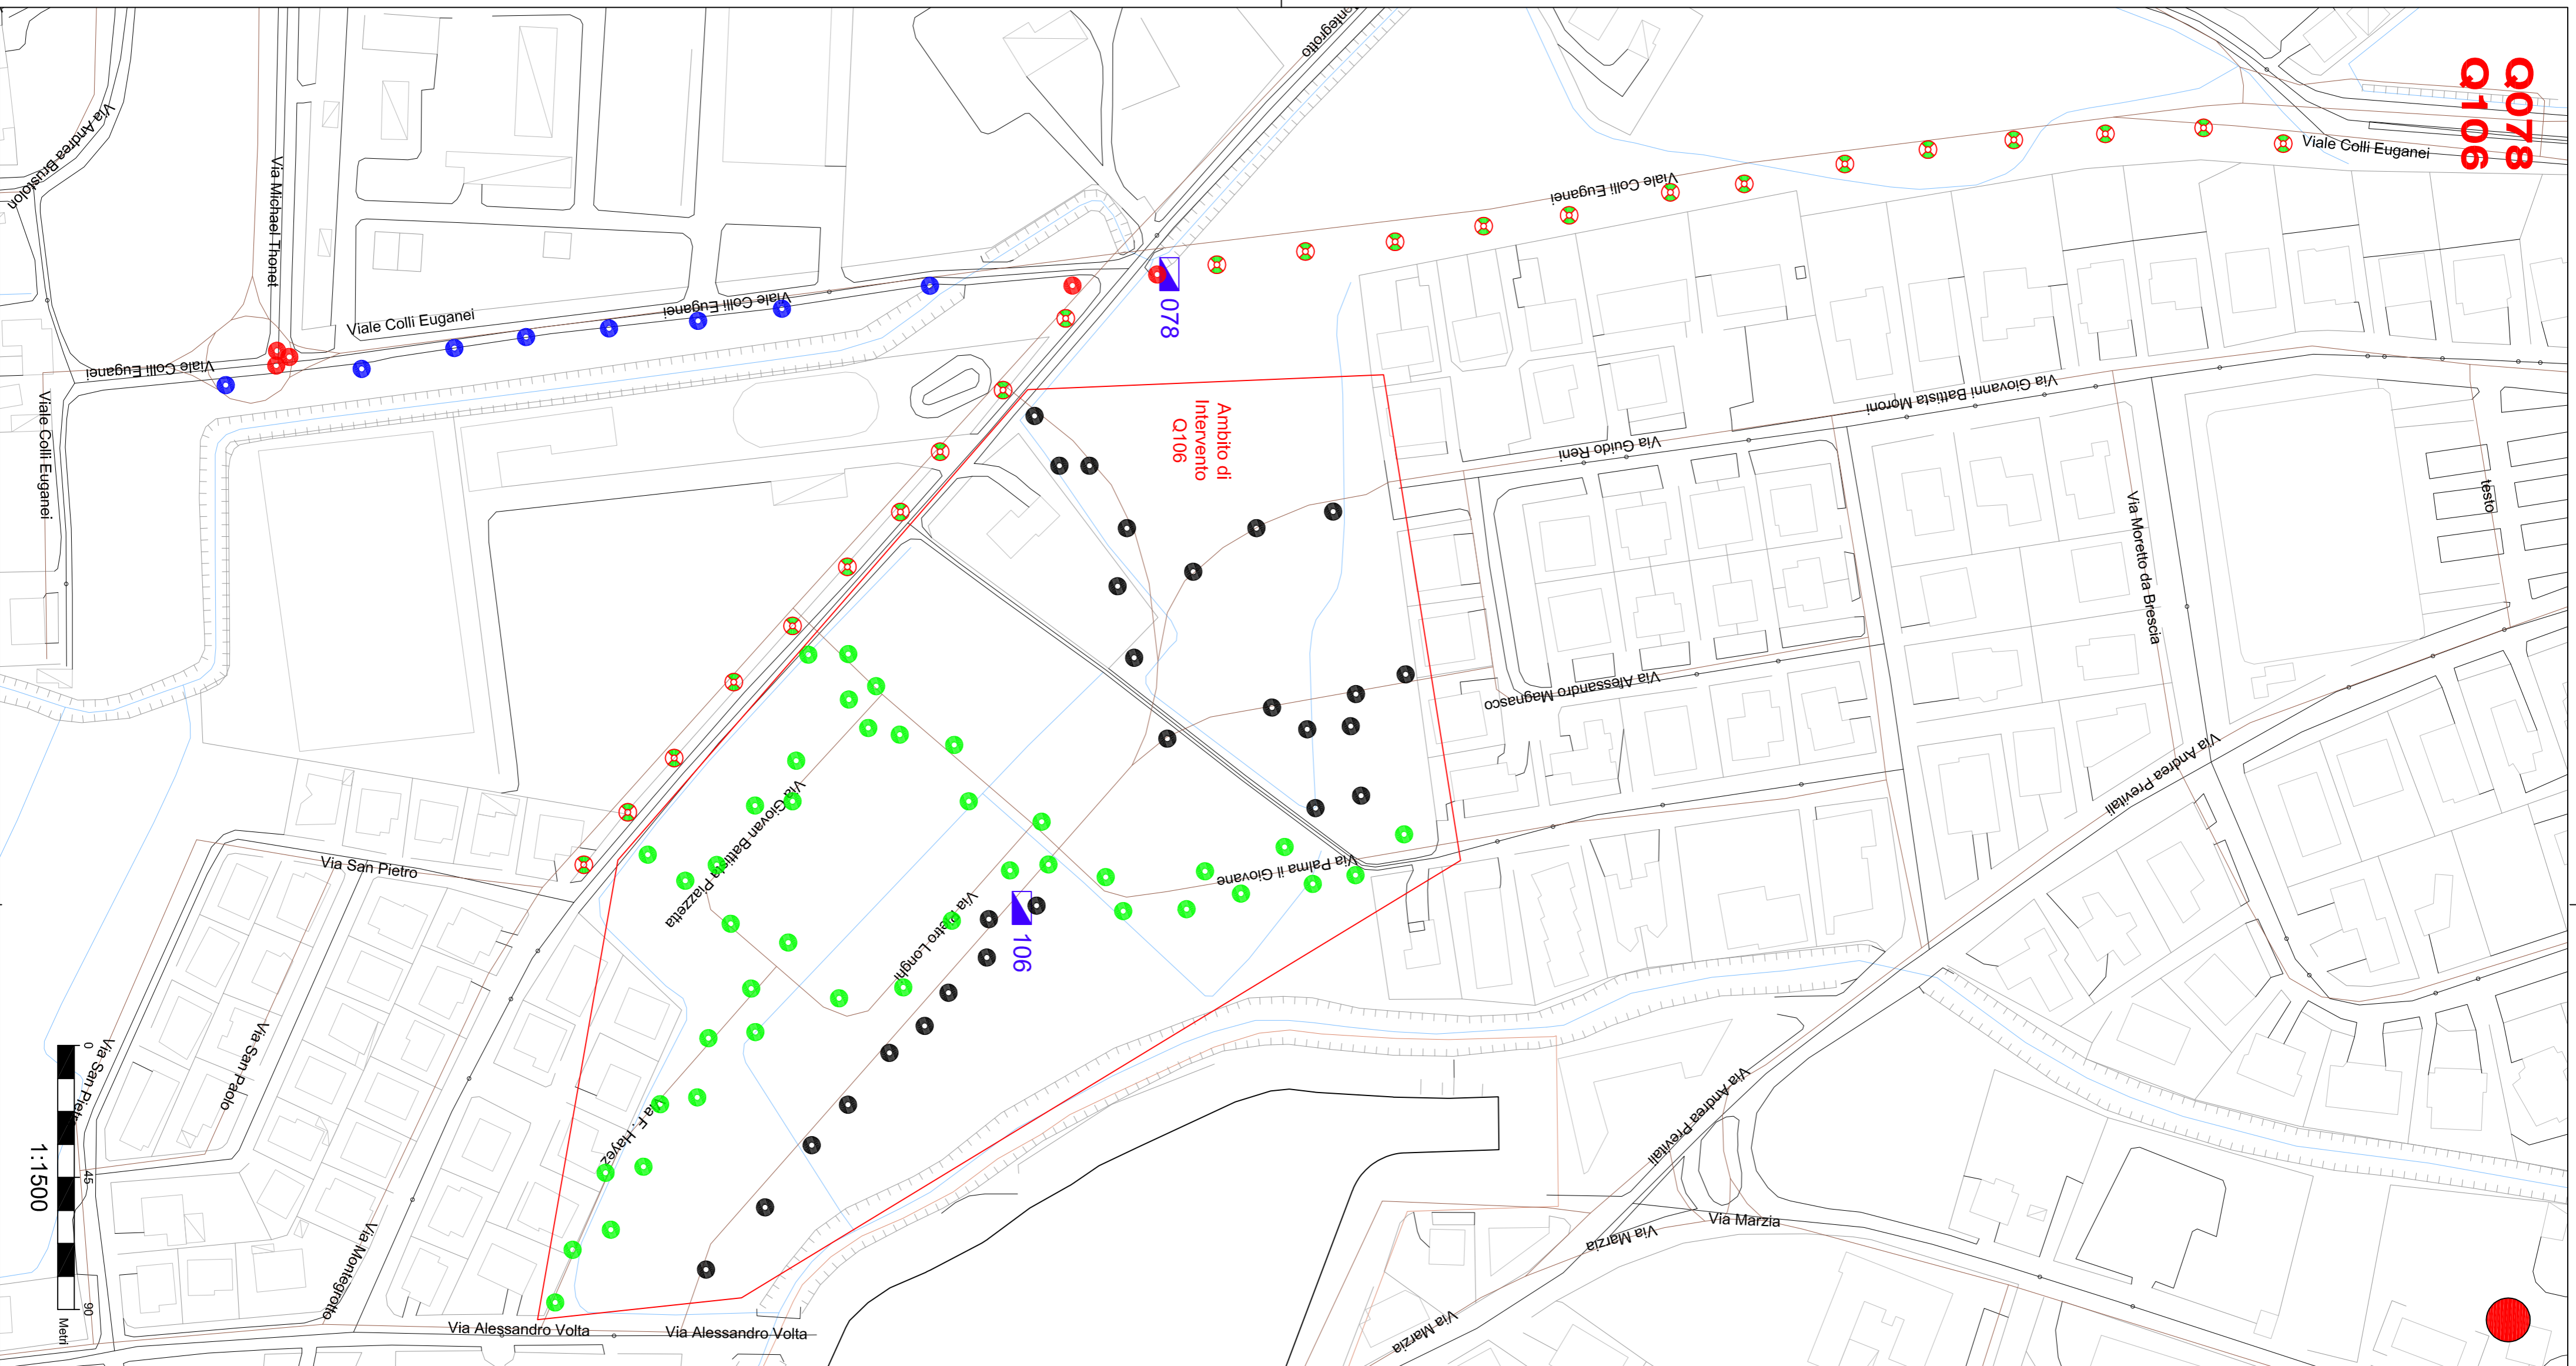 Q078
Q106
Montegrotto
Viale Colli Euganei
Viale Colli Euganei
Via Andrea Brustolon
Via Michael Thonet
Viale Colli Euganei
Viale Colli Euganei
Viale Colli Euganei
Viale Colli Euganei
078
Ambito di
Intervento
Q106
Via Giovanni Battista Moroni
Via Guido Reni
Via Moretto da Brescia
testo
Via Alessandro Magnasco
Via Andrea Previtali
Via Giovan Battista Piazzetta
Via Palma il Giovane
Via Pietro Longhi
106
Via San Pietro
Via San Paolo
Via San Pietro
Via F. Hayez
Via Andrea Previtali
Via Montegrotto
Via Marzia
Via Marzia
Via Marzia
Via Alessandro Volta
Via Alessandro Volta
0
45
90
Metri
1:1500